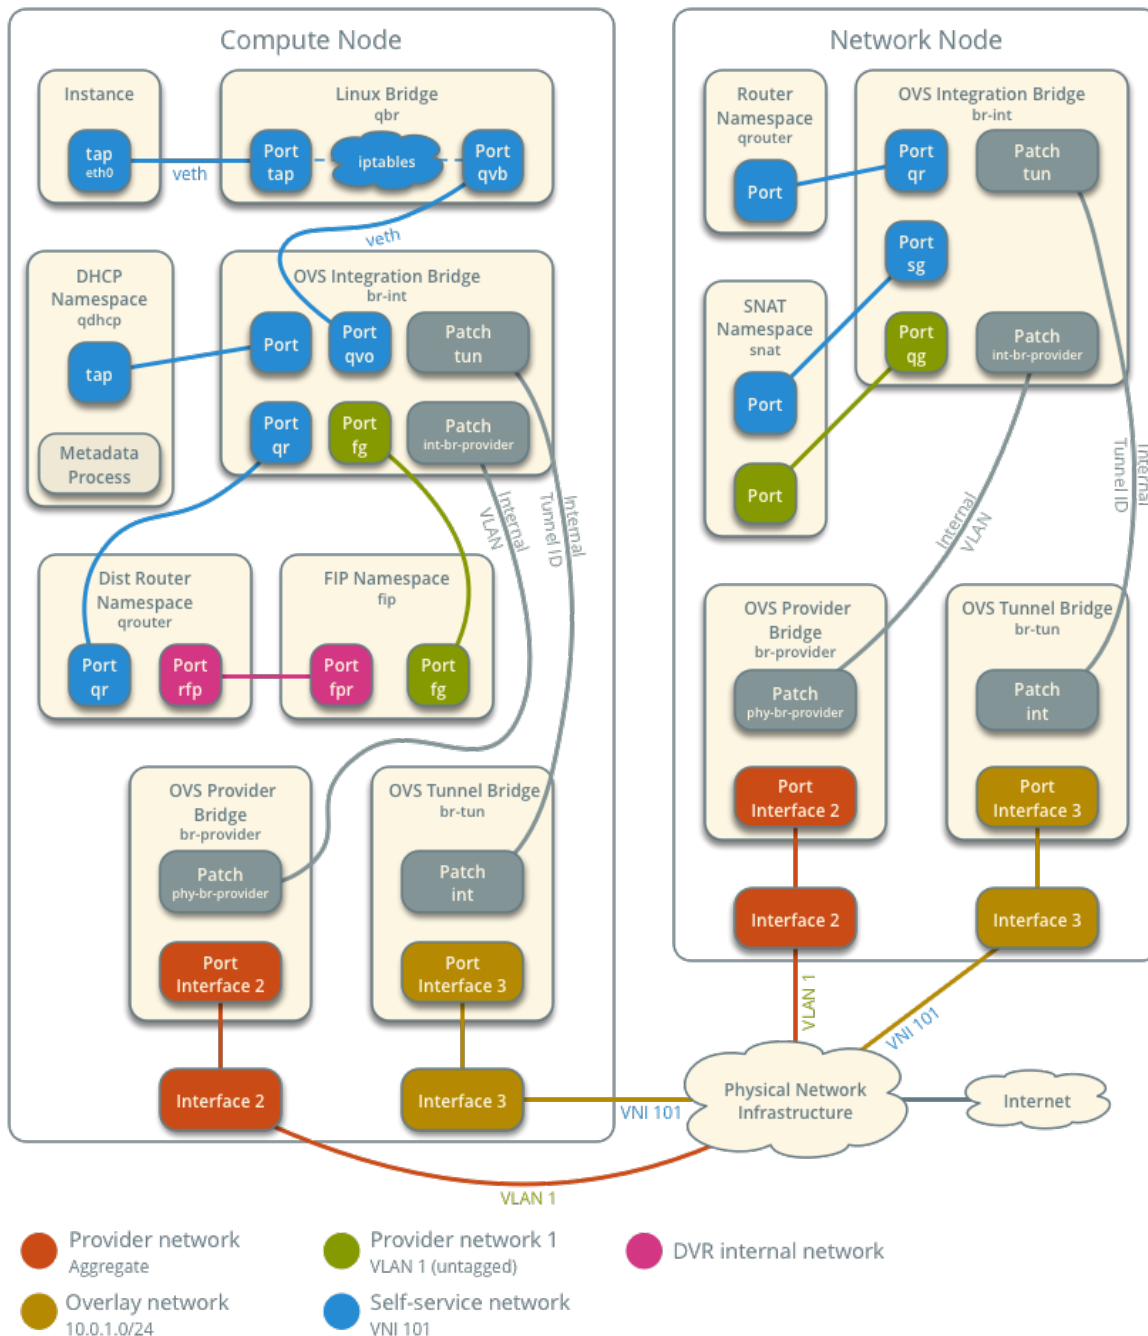 Compute Node
Instance
tap
eth0
veth
Linux Bridge
qbr
Port
tap
iptables
Port
qvb
veth
DHCP
Namespace
qdhcp
tap
Metadata
Process
OVS Integration Bridge
br-int
Port
Port
qvo
Patch
tun
Port
qr
Port
fg
Patch
int-br-provider
Internal
VLAN
Internal
Tunnel ID
Dist Router
Namespace
qrouter
Port
qr
Port
rfp
FIP Namespace
fip
Port
fpr
Port
fg
OVS Provider
Bridge
br-provider
Patch
phy-br-provider
Port
Interface 2
OVS Tunnel Bridge
br-tun
Patch
int
Port
Interface 3
Interface 2
Interface 3
Network Node
Router
Namespace
qrouter
Port
OVS Integration Bridge
br-int
Port
qr
Patch
tun
Port
sg
Port
qg
Patch
int-br-provider
SNAT
Namespace
snat
Port
Port
Internal
VLAN
Internal
Tunnel ID
OVS Provider
Bridge
br-provider
Patch
phy-br-provider
Port
Interface 2
OVS Tunnel Bridge
br-tun
Patch
int
Port
Interface 3
Interface 2
Interface 3
VLAN 1
VNI 101
VNI 101
Physical Network
Infrastructure
Internet
VLAN 1
Provider network
Aggregate
Provider network 1
VLAN 1 (untagged)
DVR internal network
Overlay network
10.0.1.0/24
Self-service network
VNI 101